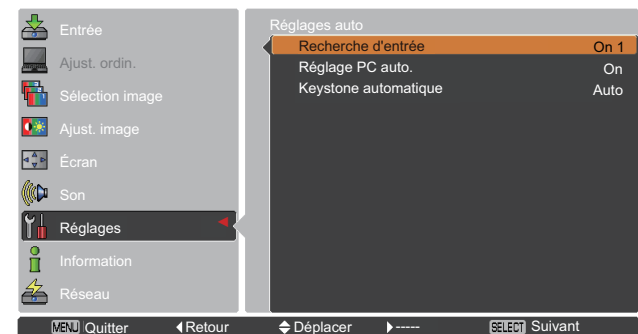 Entrée
Ajust. ordin.
Sélection image
Ajust. image
Écran
Son
Réglages
Information
Réseau
Réglages auto
Recherche d'entrée On 1
Réglage PC auto. On
Keystone automatique Auto
MENU Quitter Retour Déplacer ----- SELECT Suivant